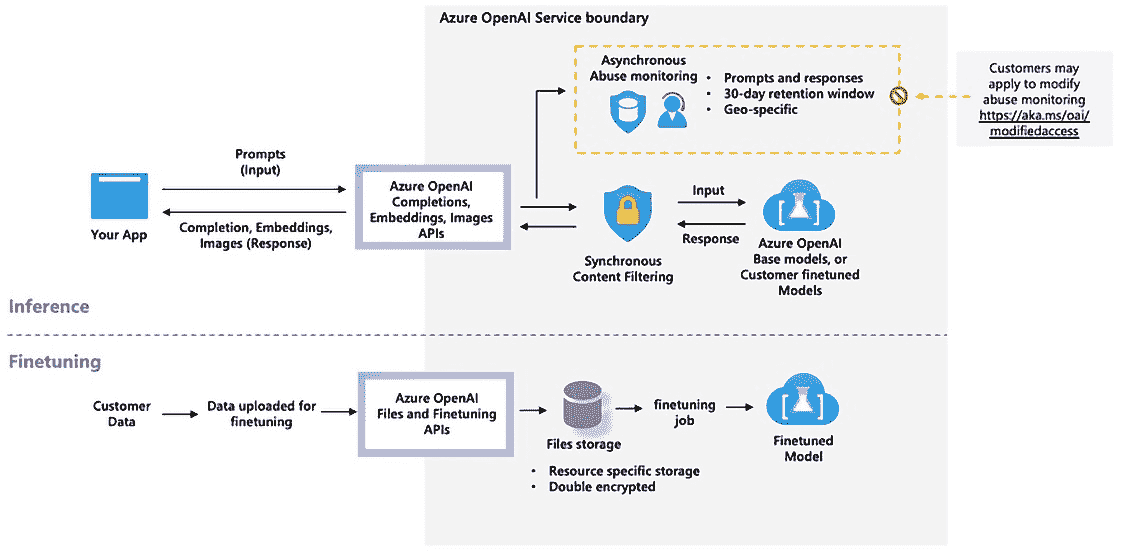 Azure OpenAI Service boundary
Asynchronous
Abuse monitoring
• Prompts and responses
• 30-day retention window
• Geo-specific
Customers may
apply to modify
abuse monitoring
https://aka.ms/oai/
modifiedaccess
Prompts
(Input)
Your App
Completion, Embeddings,
Images (Response)
Azure OpenAI
Completions,
Embeddings, Images
APIs
Synchronous
Content Filtering
Input
Response
Azure OpenAI
Base models, or
Customer finetuned
Models
Inference
Finetuning
Customer
Data
Data uploaded for
finetuning
Azure OpenAI
Files and Finetuning
APIs
Files storage
• Resource specific storage
• Double encrypted
finetuning
job
Finetuned
Model